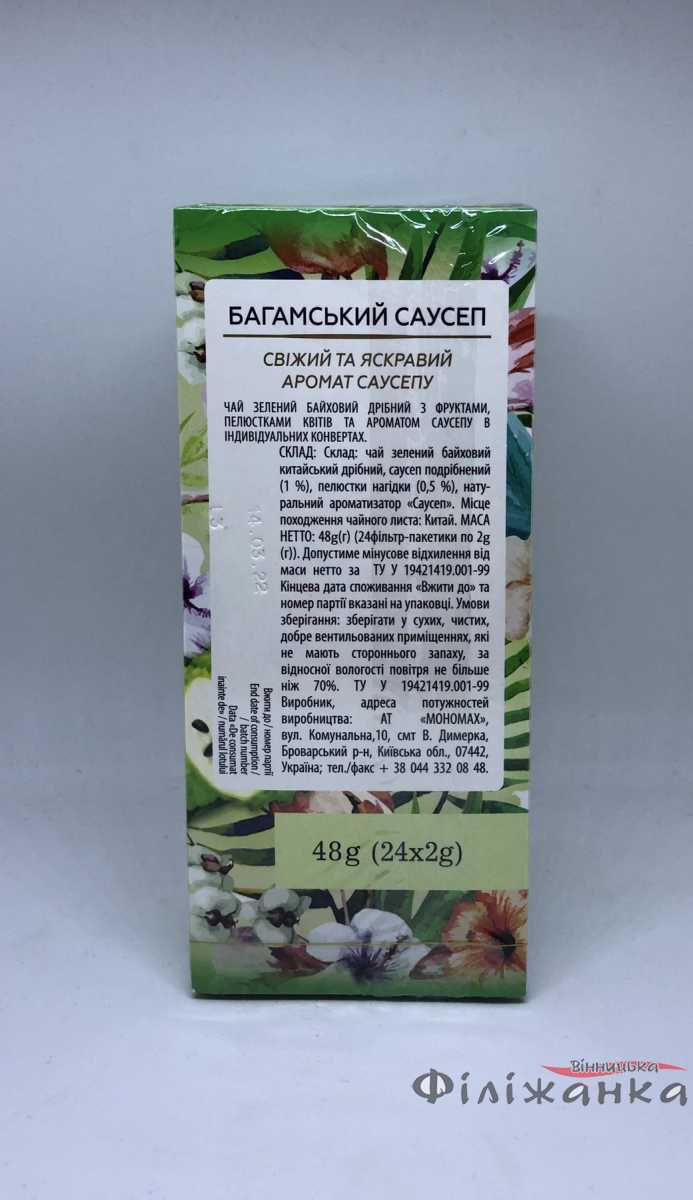 БАГАМСЬКИЙ САУСЕП
СВІЖИЙ ТА ЯСКРАВИЙ
АРОМАТ САУСЕПУ
ЧАЙ ЗЕЛЕНИЙ БАЙХОВИЙ ДРІБНИЙ З ФРУКТАМИ,
ПЕЛЮСТКАМИ КВІТІВ ТА АРОМАТОМ САУСЕПУ В
ІНДИВІДУАЛЬНИХ КОНВЕРТАХ.
СКЛАД: Склад: чай зелений байховий
китайський дрібний, саусеп подрібнений
(1 %), пелюстки нагідки (0,5 %), нату-
ральний ароматизатор «Саусеп». Місце
походження чайного листа: Китай. МАСА
НЕТТО: 48g(г) (24фільтр-пакетики по 2g
(г)). Допустиме мінусове відхилення від
маси нетто за ТУ У 19421419.001-99
Кінцева дата споживання «Вжити до» та
номер партії вказані на упаковці. Умови
зберігання: зберігати у сухих, чистих,
добре вентильованих приміщеннях, які
не мають стороннього запаху, за
відносної вологості повітря не більше
ніж 70%. ТУ У 19421419.001-99
Виробник, адреса потужностей
виробництва: АТ «МОНОМАХ»,
вул. Комунальна,10, смт В. Димерка,
Броварський р-н, Київська обл., 07442,
Україна; тел./факс + 38 044 332 08 48.
14.03.22
Вжити до / номер партії
End date of consumption /
/ batch number
Data «De consumat
inainte de» / numărul lotului
48g (24x2g)
Вінницька
Філіжанка